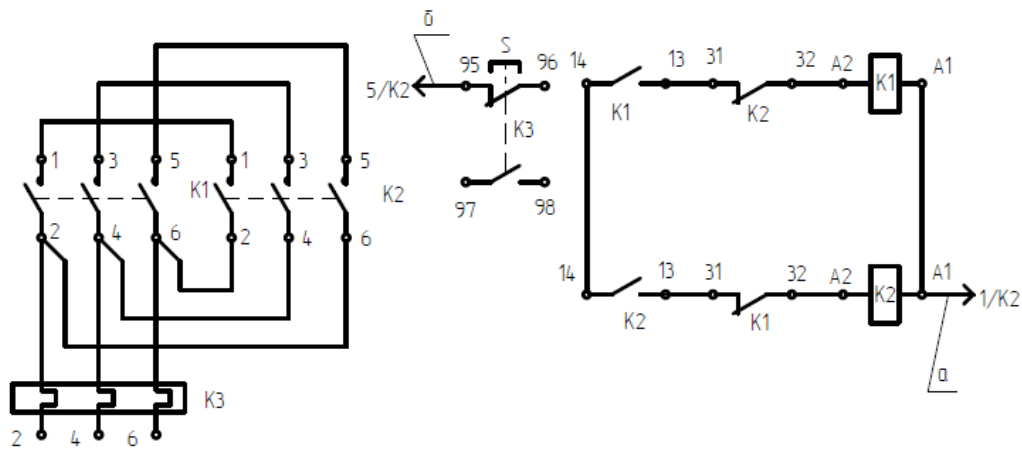 б
S
95 96
5/K2
K3
97 98
14 13 31 32 A2 K1 A1
K1 K2
1 3 5 1 3 5
K1 K2
2 4 6 2 4 6
14 13 31 32 A2 K2 A1
K2 K1
1/K2
а
K3
2 4 6